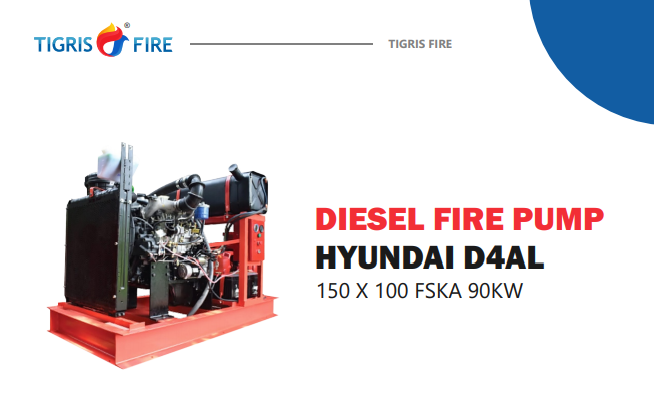 TIGRIS FIRE ®
TIGRIS FIRE
DIESEL FIRE PUMP
HYUNDAI D4AL
150 X 100 FSKA 90KW